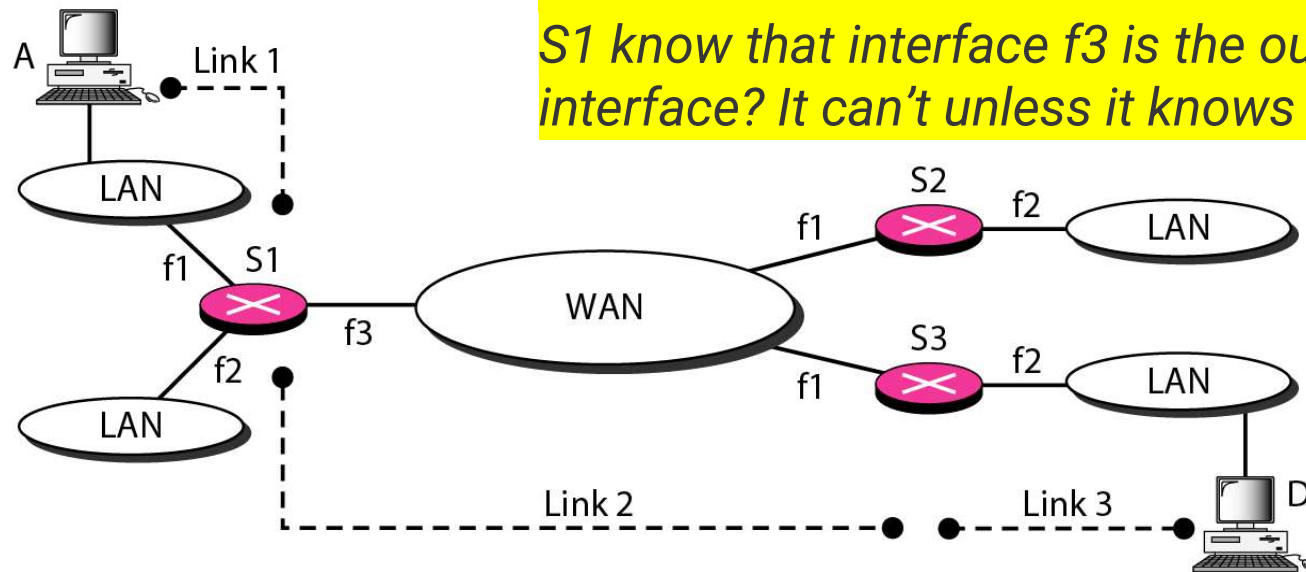 S1 know that interface f3 is the
interface? It can't unless it knows
A
Link 1
LAN
S2
f1
f2
LAN
f1
S1
WAN
f3
S3
f2
f2
LAN
f1
LAN
Link 2
Link 3
D